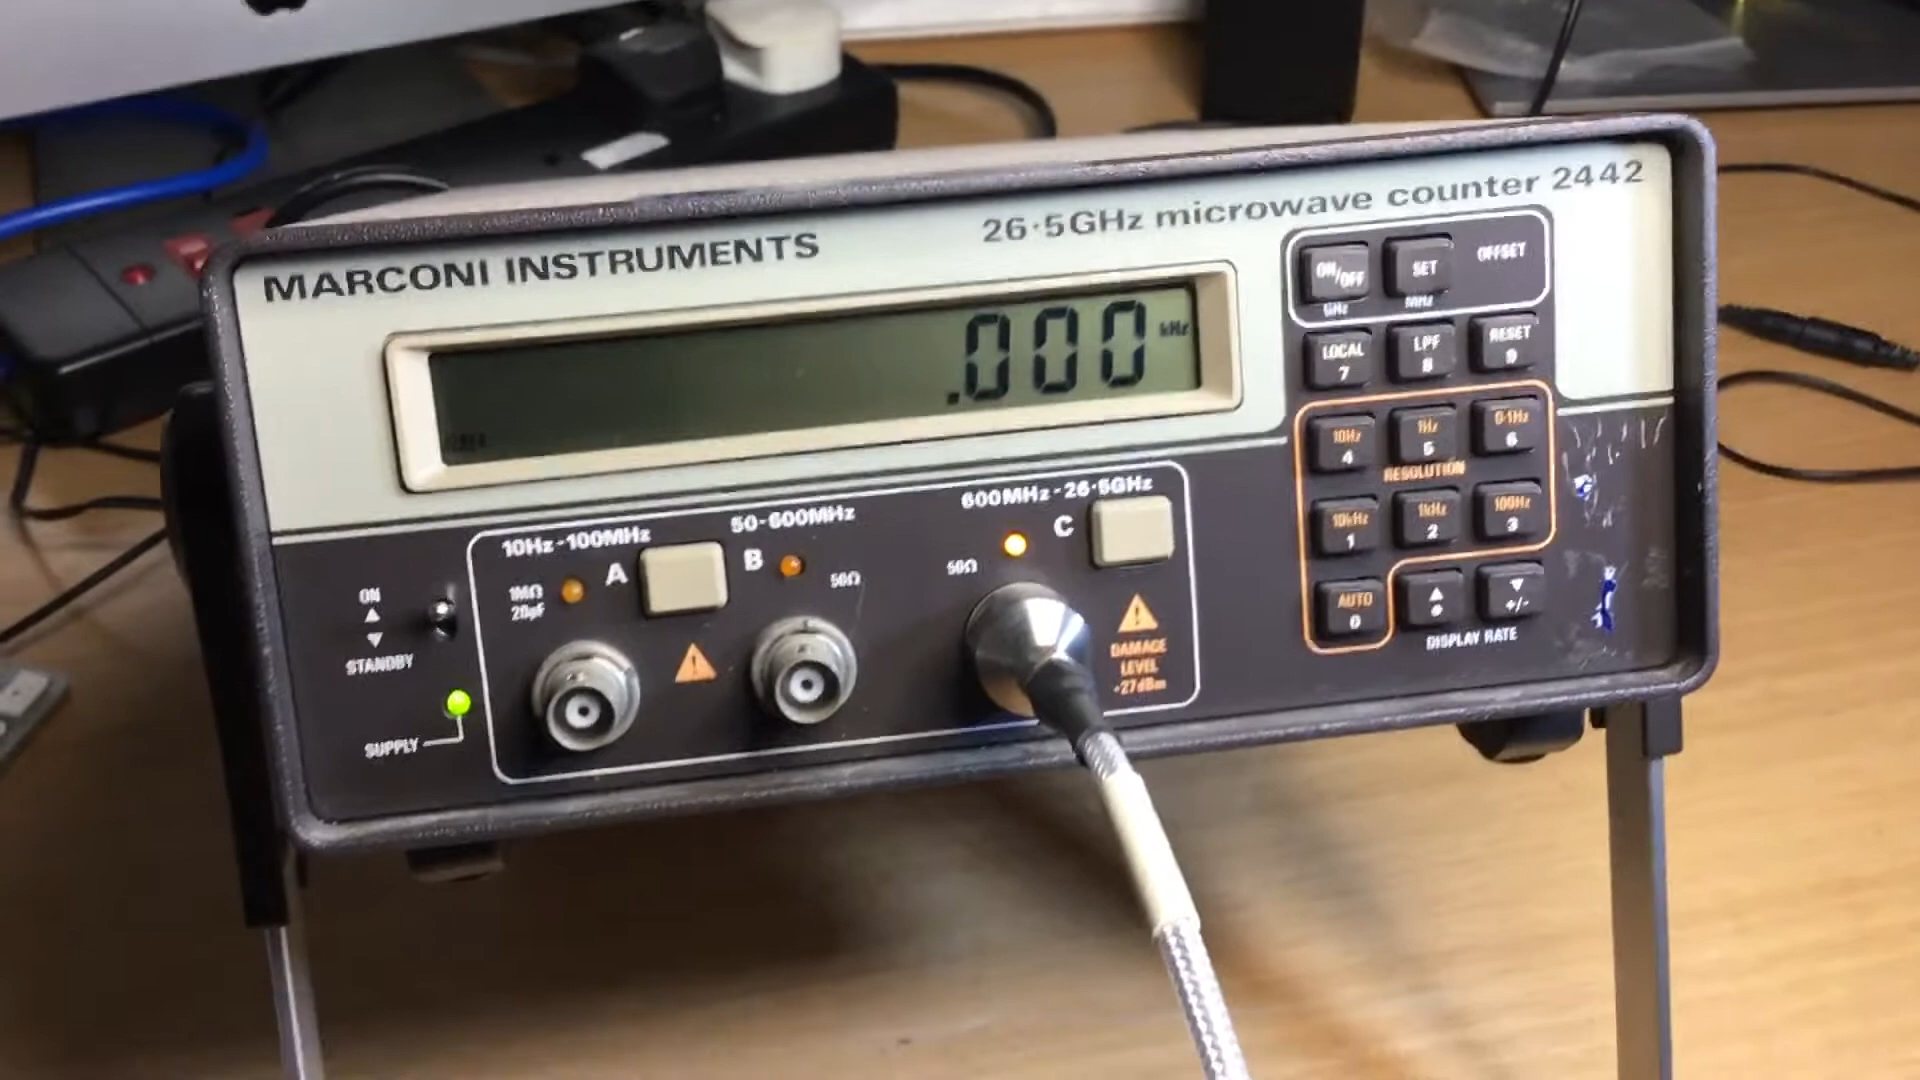 MARCONI INSTRUMENTS
26·5GHz microwave counter 2442
.000 kHz
ON/OFF
SET
OFFSET
GHz
MHz
LOCAL
7
LPF
8
RESET
9
10Hz
4
1Hz
5
0·1Hz
6
RESOLUTION
10kHz
1
1kHz
2
100Hz
3
AUTO
0
+/-
DISPLAY RATE
10Hz-100MHz
A
1MΩ
20pF
50-600MHz
B
50Ω
600MHz-26·5GHz
C
50Ω
DAMAGE
LEVEL
+27dBm
ON
STANDBY
SUPPLY